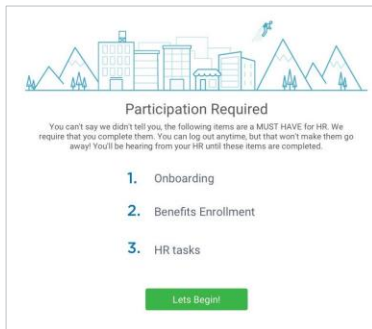 Participation Required
You can't say we didn't tell you, the following items are a MUST HAVE for HR. We
require that you complete them. You can log out anytime, but that won't make them go
away! You'll be hearing from your HR until these items are completed.
1. Onboarding
2. Benefits Enrollment
3. HR tasks
Lets Begin!